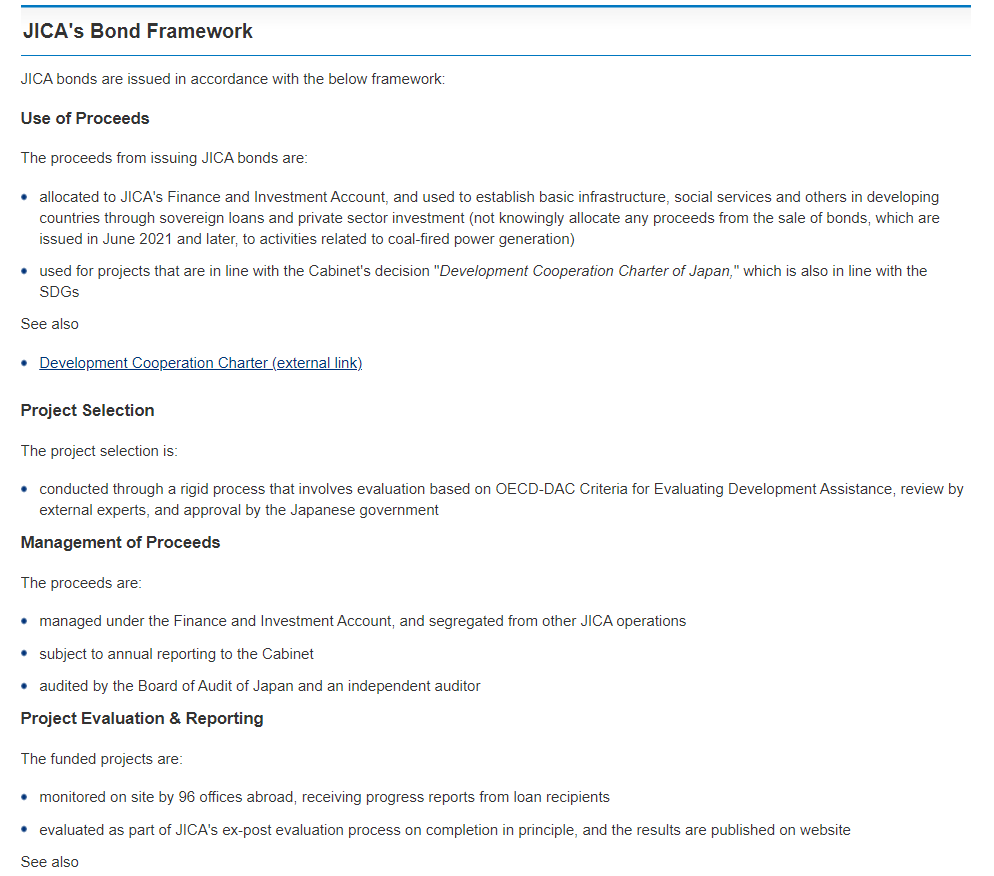 JICA's Bond Framework
JICA bonds are issued in accordance with the below framework:
Use of Proceeds
The proceeds from issuing JICA bonds are:
allocated to JICA's Finance and Investment Account, and used to establish basic infrastructure, social services and others in developing
countries through sovereign loans and private sector investment (not knowingly allocate any proceeds from the sale of bonds, which are
issued in June 2021 and later, to activities related to coal-fired power generation)
used for projects that are in line with the Cabinet's decision "Development Cooperation Charter of Japan," which is also in line with the
SDGs
See also
Development Cooperation Charter (external link)
Project Selection
The project selection is:
conducted through a rigid process that involves evaluation based on OECD-DAC Criteria for Evaluating Development Assistance, review by
external experts, and approval by the Japanese government
Management of Proceeds
The proceeds are:
managed under the Finance and Investment Account, and segregated from other JICA operations
subject to annual reporting to the Cabinet
audited by the Board of Audit of Japan and an independent auditor
Project Evaluation & Reporting
The funded projects are:
monitored on site by 96 offices abroad, receiving progress reports from loan recipients
evaluated as part of JICA's ex-post evaluation process on completion in principle, and the results are published on website
See also